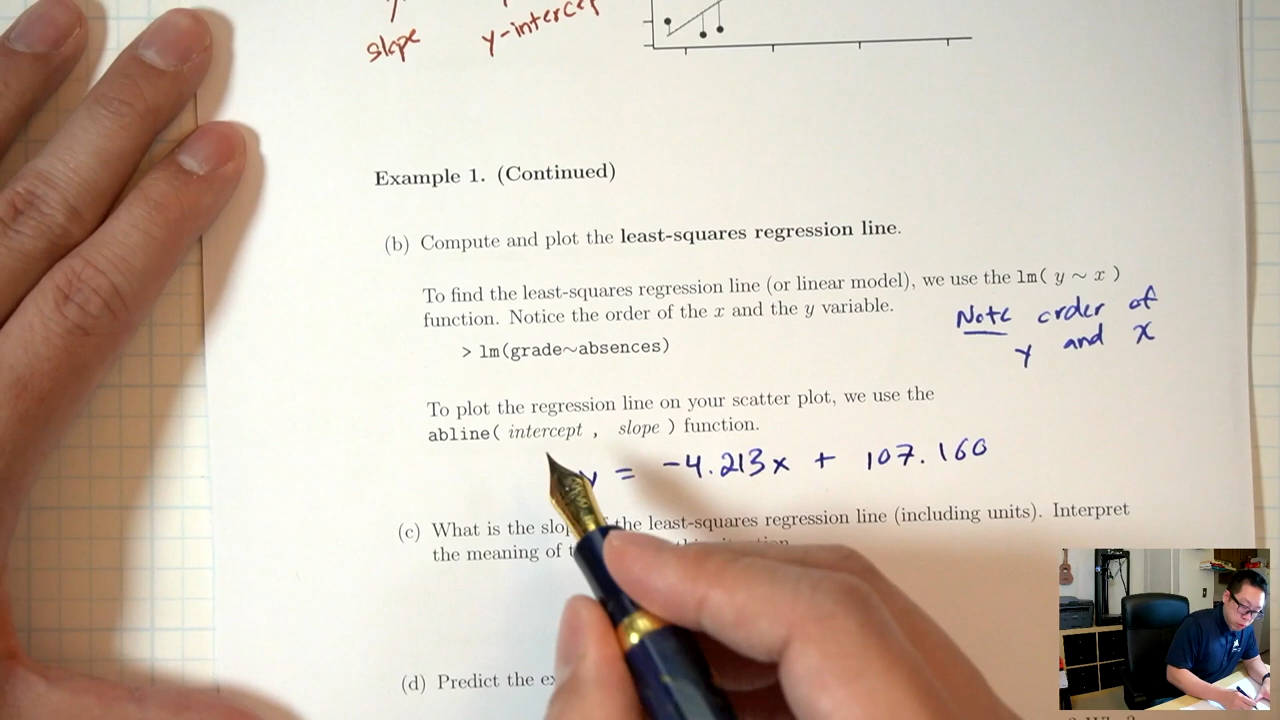 slope y-intercep
Example 1. (Continued)
(b) Compute and plot the least-squares regression line.
To find the least-squares regression line (or linear model), we use the lm( y ~ x )
function. Notice the order of the x and the y variable.
Note order of
y and x
> lm(grade~absences)
To plot the regression line on your scatter plot, we use the
abline( intercept , slope ) function.
y = -4.213x + 107.160
(c) What is the slop the least-squares regression line (including units). Interpret
the meaning of
(d) Predict the ex